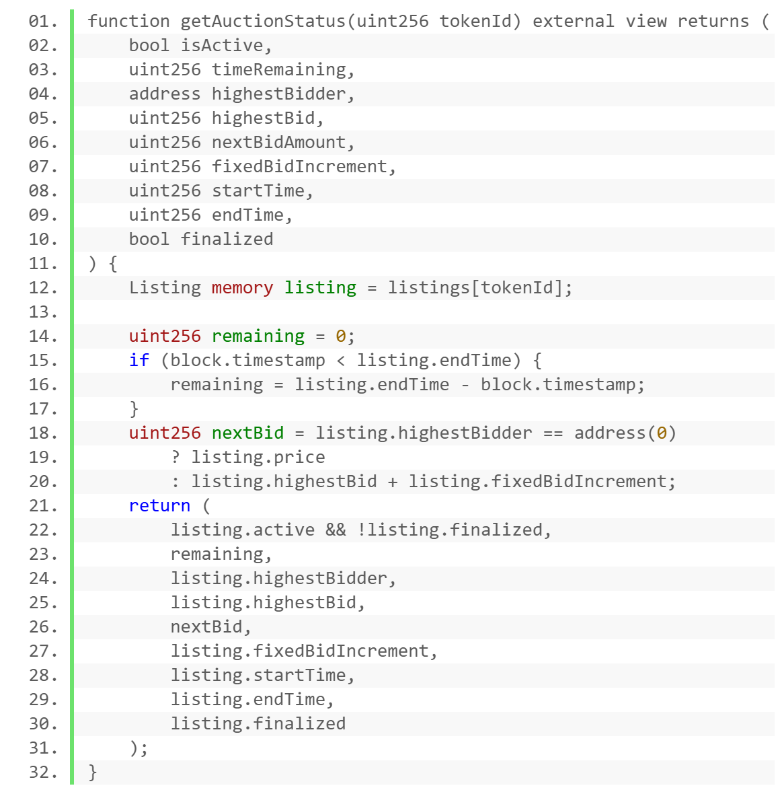 01. function getAuctionStatus(uint256 tokenId) external view returns (
02.     bool isActive,
03.     uint256 timeRemaining,
04.     address highestBidder,
05.     uint256 highestBid,
06.     uint256 nextBidAmount,
07.     uint256 fixedBidIncrement,
08.     uint256 startTime,
09.     uint256 endTime,
10.     bool finalized
11. ) {
12.     Listing memory listing = listings[tokenId];
13.
14.     uint256 remaining = 0;
15.     if (block.timestamp < listing.endTime) {
16.         remaining = listing.endTime - block.timestamp;
17.     }
18.     uint256 nextBid = listing.highestBidder == address(0)
19.         ? listing.price
20.         : listing.highestBid + listing.fixedBidIncrement;
21.     return (
22.         listing.active && !listing.finalized,
23.         remaining,
24.         listing.highestBidder,
25.         listing.highestBid,
26.         nextBid,
27.         listing.fixedBidIncrement,
28.         listing.startTime,
29.         listing.endTime,
30.         listing.finalized
31.     );
32. }